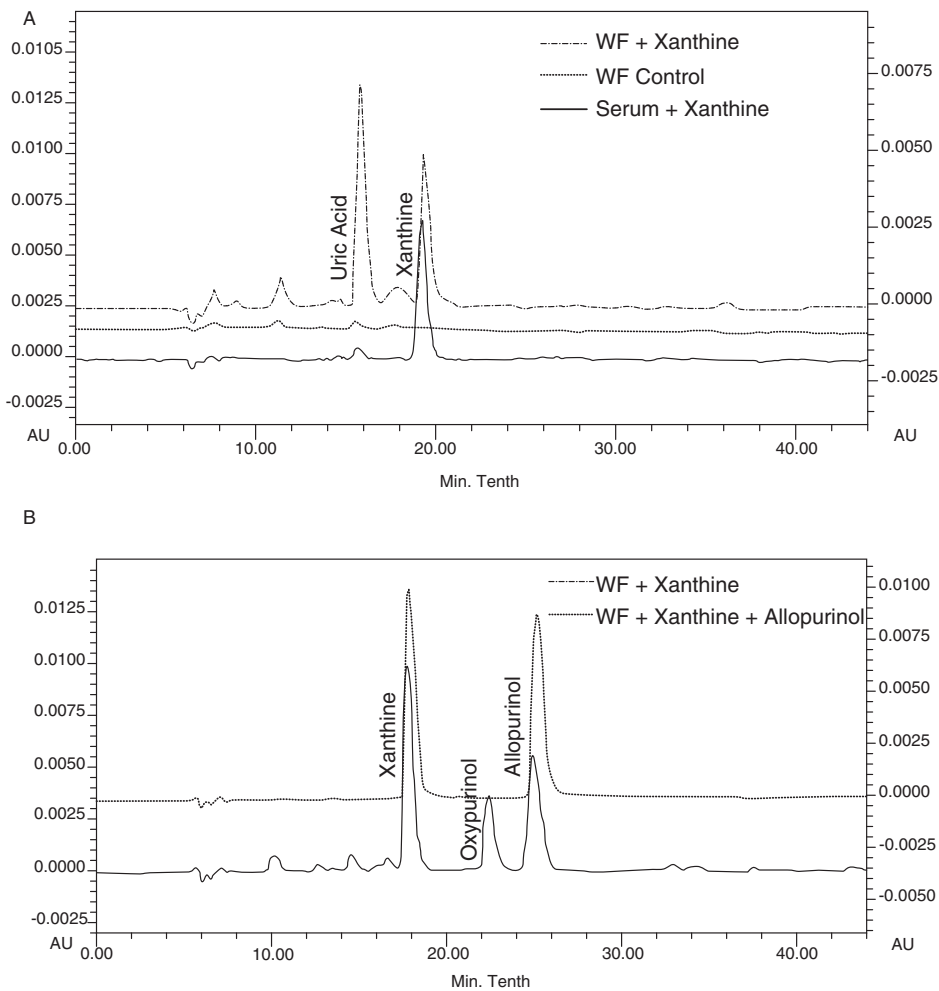 A
0.0105
0.0125
0.0100
0.0075
0.0050
0.0025
0.0000
-0.0025
AU
WF + Xanthine
WF Control
Serum + Xanthine
Uric Acid
Xanthine
0.0075
0.0050
0.0025
0.0000
-0.0025
AU
0.00
10.00
20.00
30.00
40.00
Min. Tenth
B
0.0125
0.0100
0.0075
0.0050
0.0025
0.0000
-0.0025
AU
WF + Xanthine
WF + Xanthine + Allopurinol
Xanthine
Oxypurinol
Allopurinol
0.0100
0.0075
0.0050
0.0025
0.0000
-0.0025
-0.0050
AU
0.00
10.00
20.00
30.00
40.00
Min. Tenth